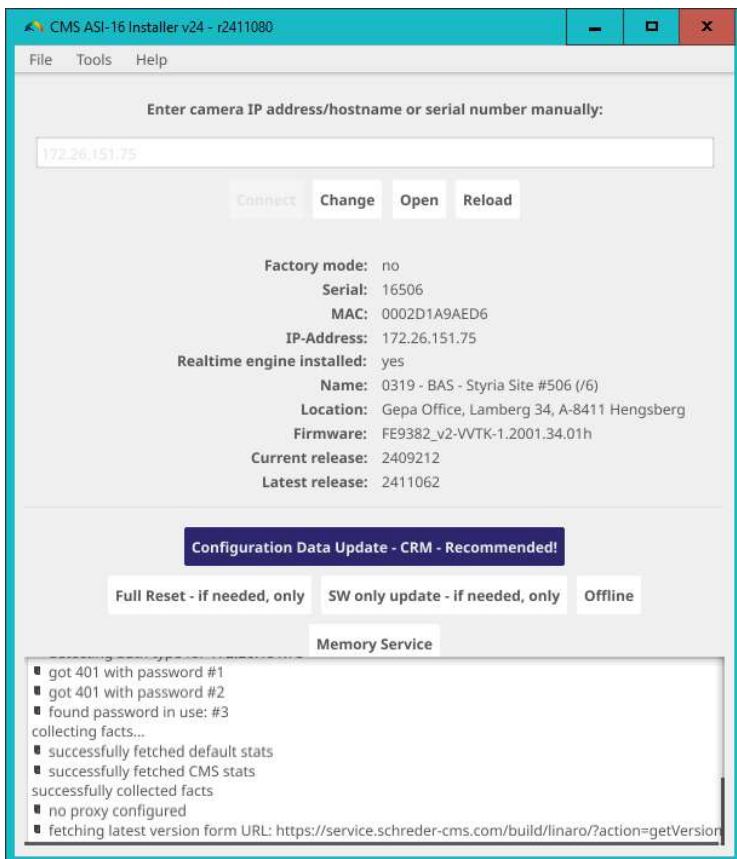 CMS ASI-16 Installer v24 - r2411080
File Tools Help
Enter camera IP address/hostname or serial number manually:
172.26.151.75
Connect Change Open Reload
Factory mode: no
Serial: 16506
MAC: 0002D1A9AED6
IP-Address: 172.26.151.75
Realtime engine installed: yes
Name: 0319 - BAS - Styria Site #506 (/6)
Location: Gepa Office, Lamberg 34, A-8411 Hengsberg
Firmware: FE9382_v2-VVTK-1.2001.34.01h
Current release: 2409212
Latest release: 2411062
Configuration Data Update - CRM - Recommended!
Full Reset - if needed, only SW only update - if needed, only Offline
Memory Service
got 401 with password #1
got 401 with password #2
found password in use: #3
collecting facts...
successfully fetched default stats
successfully fetched CMS stats
successfully collected facts
no proxy configured
fetching latest version form URL: https://service.schreder-cms.com/build/linaro/?action=getVersion